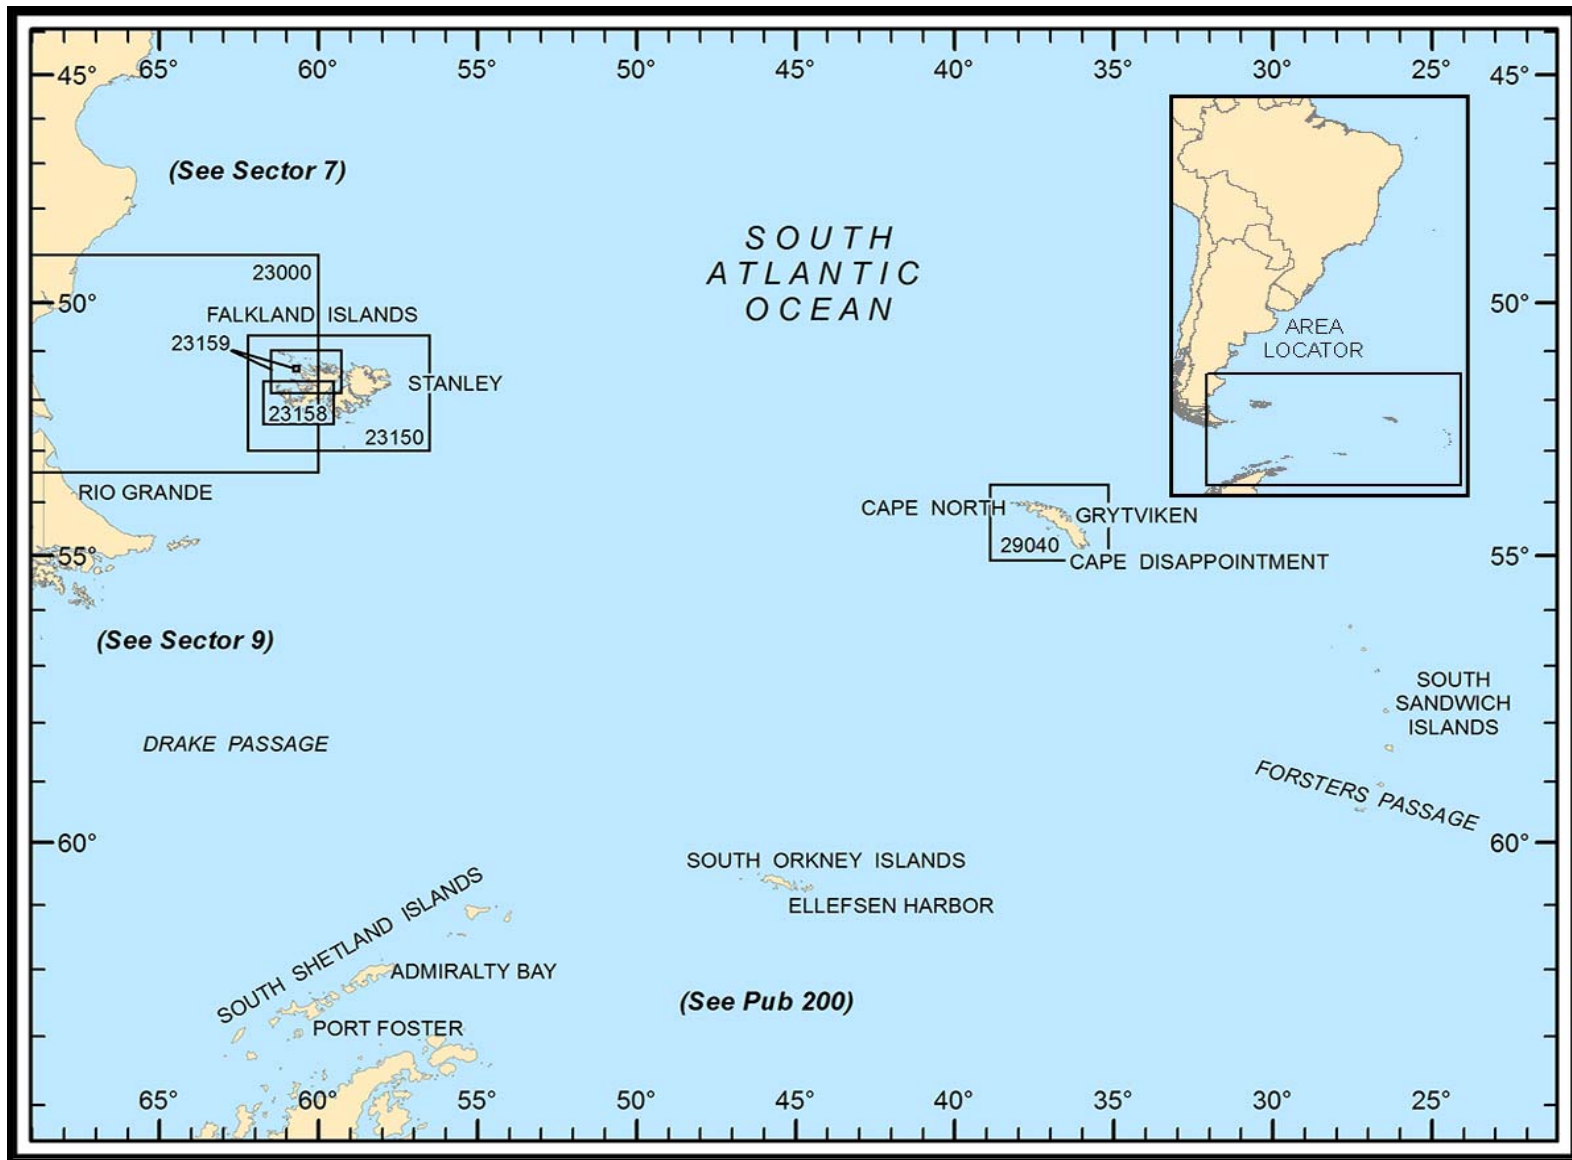 65° 60° 55° 50° 45° 40° 35° 30° 25°
45° 45°
(See Sector 7)
SOUTH
ATLANTIC
OCEAN
23000
50° 50°
FALKLAND ISLANDS
23159
STANLEY
23158
23150
AREA
LOCATOR
RIO GRANDE
CAPE NORTH
GRYTVIKEN
29040
55° 55°
CAPE DISAPPOINTMENT
(See Sector 9)
SOUTH
SANDWICH
ISLANDS
DRAKE PASSAGE
FORSTERS PASSAGE
60° 60°
SOUTH ORKNEY ISLANDS
ELLEFSEN HARBOR
SOUTH SHETLAND ISLANDS
ADMIRALTY BAY
(See Pub 200)
PORT FOSTER
65° 60° 55° 50° 45° 40° 35° 30° 25°